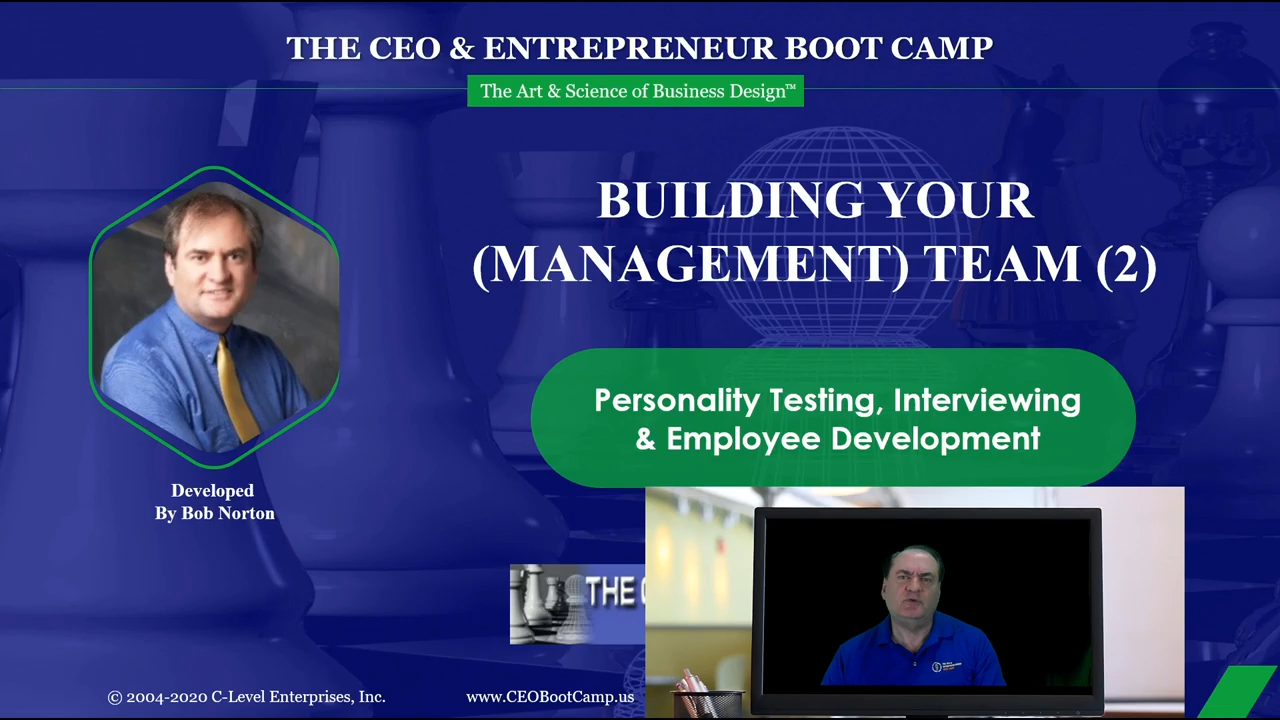 THE CEO & ENTREPRENEUR BOOT CAMP
The Art & Science of Business Design™
BUILDING YOUR
(MANAGEMENT) TEAM (2)
Personality Testing, Interviewing
& Employee Development
Developed
By Bob Norton
THE
© 2004-2020 C-Level Enterprises, Inc.
www.CEOBootCamp.us